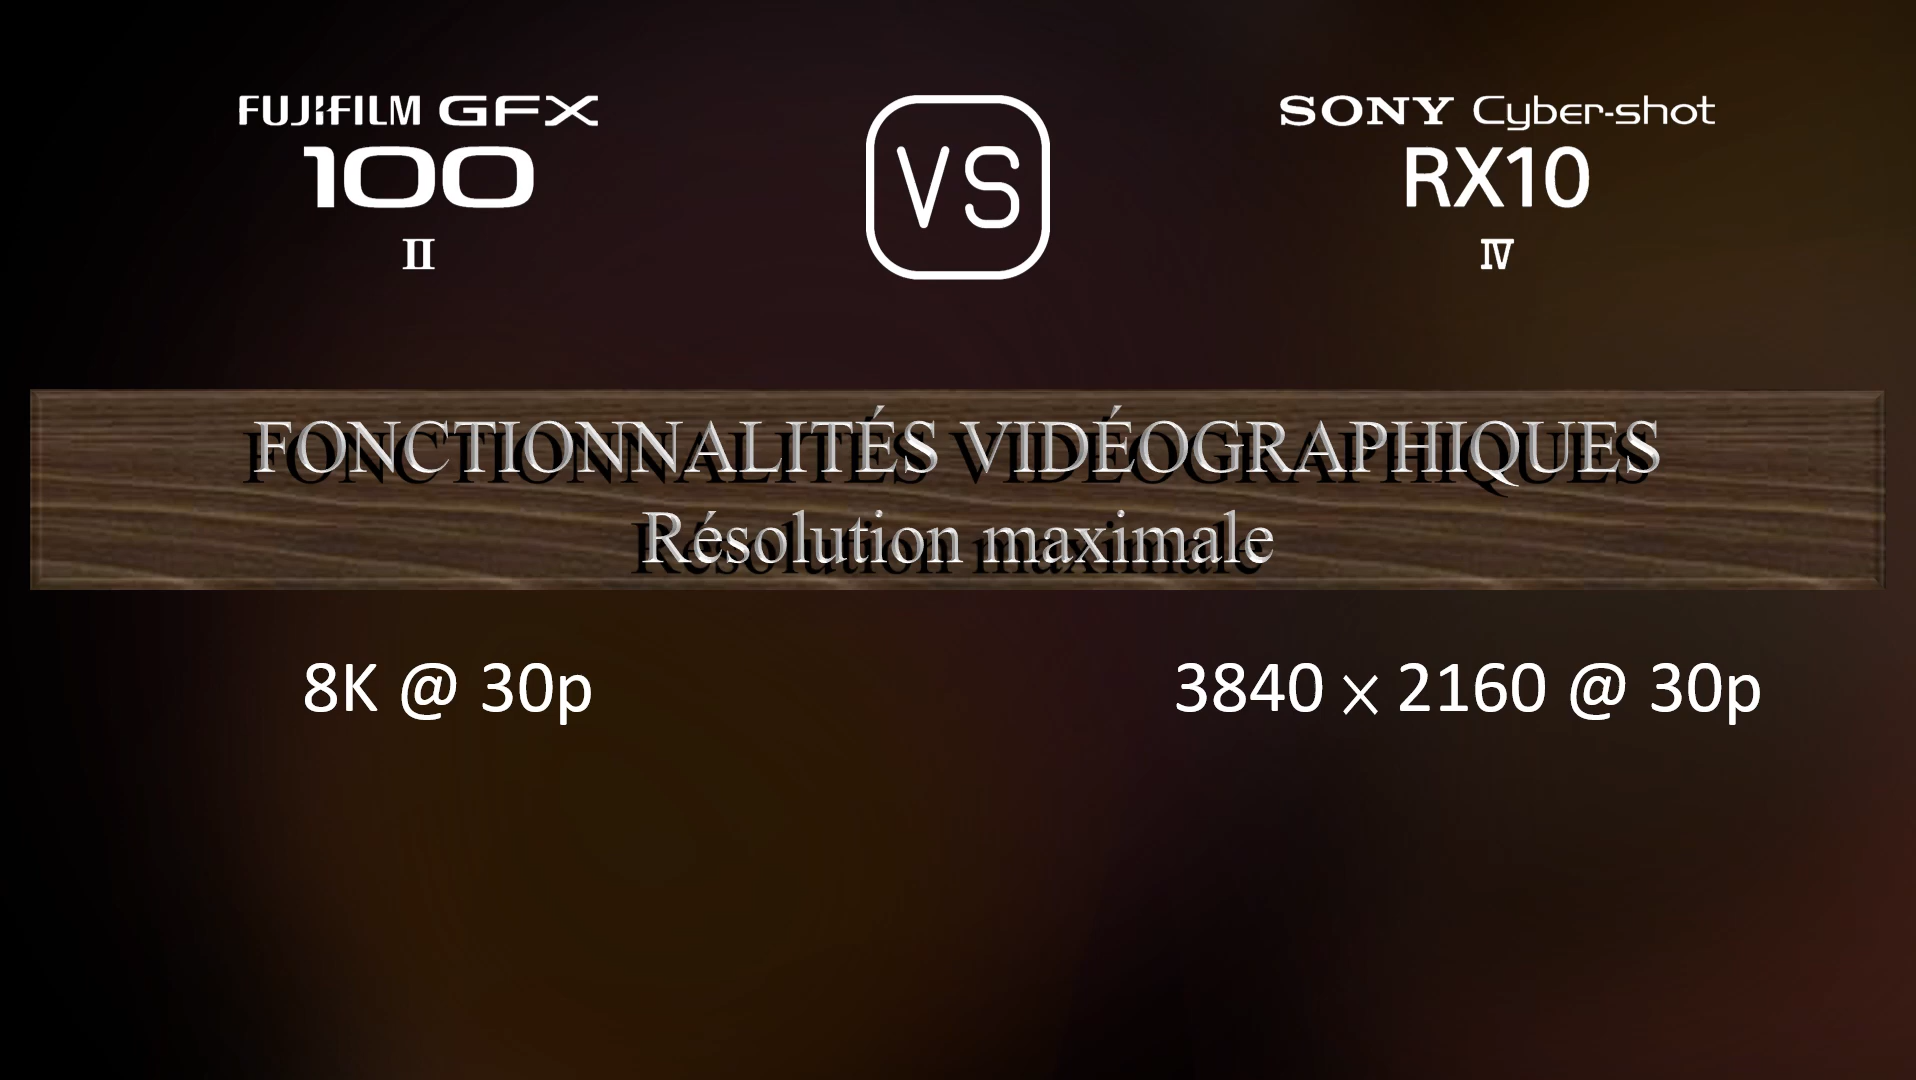 FUJIFILM GFX
100
II
VS
SONY Cyber-shot
RX10
IV
FONCTIONNALITÉS VIDÉOGRAPHIQUES
Résolution maximale
8K @ 30p
3840 x 2160 @ 30p